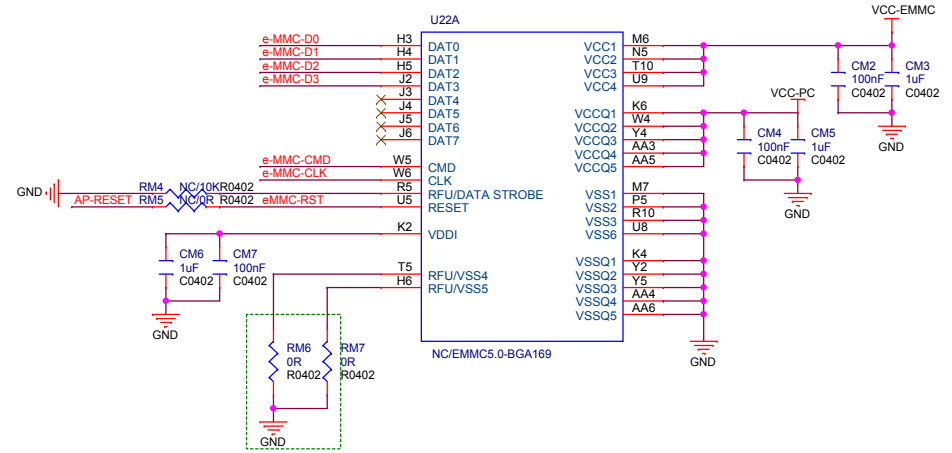 U22A
VCC-EMMC
e-MMC-D0 H3 DAT0 VCC1 M6
e-MMC-D1 H4 DAT1 VCC2 N5
e-MMC-D2 H5 DAT2 VCC3 T10
e-MMC-D3 J2 DAT3 VCC4 U9
J3 DAT4
J4 DAT5 VCCQ1 K6
J5 DAT6 VCCQ2 W4
J6 DAT7 VCCQ3 Y4
VCCQ4 AA3
VCCQ5 AA5
CM2
100nF
C0402
CM3
1uF
C0402
GND
VCC-PC
CM4
100nF
C0402
CM5
1uF
C0402
GND
e-MMC-CMD W5 CMD
e-MMC-CLK W6 CLK
GND RM4 NC/10K R0402 R5 RFU/DATA STROBE VSS1 M7
AP-RESET RM5 NC/0R R0402 eMMC-RST U5 RESET VSS2 P5
VSS3 R10
K2 VDDI VSS6 U8
CM6
1uF
C0402
CM7
100nF
C0402
GND
T5 RFU/VSS4 VSSQ1 K4
H6 RFU/VSS5 VSSQ2 Y2
VSSQ3 Y5
VSSQ4 AA4
VSSQ5 AA6
GND
RM6
0R
R0402
RM7
0R
R0402
GND
NC/EMMC5.0-BGA169